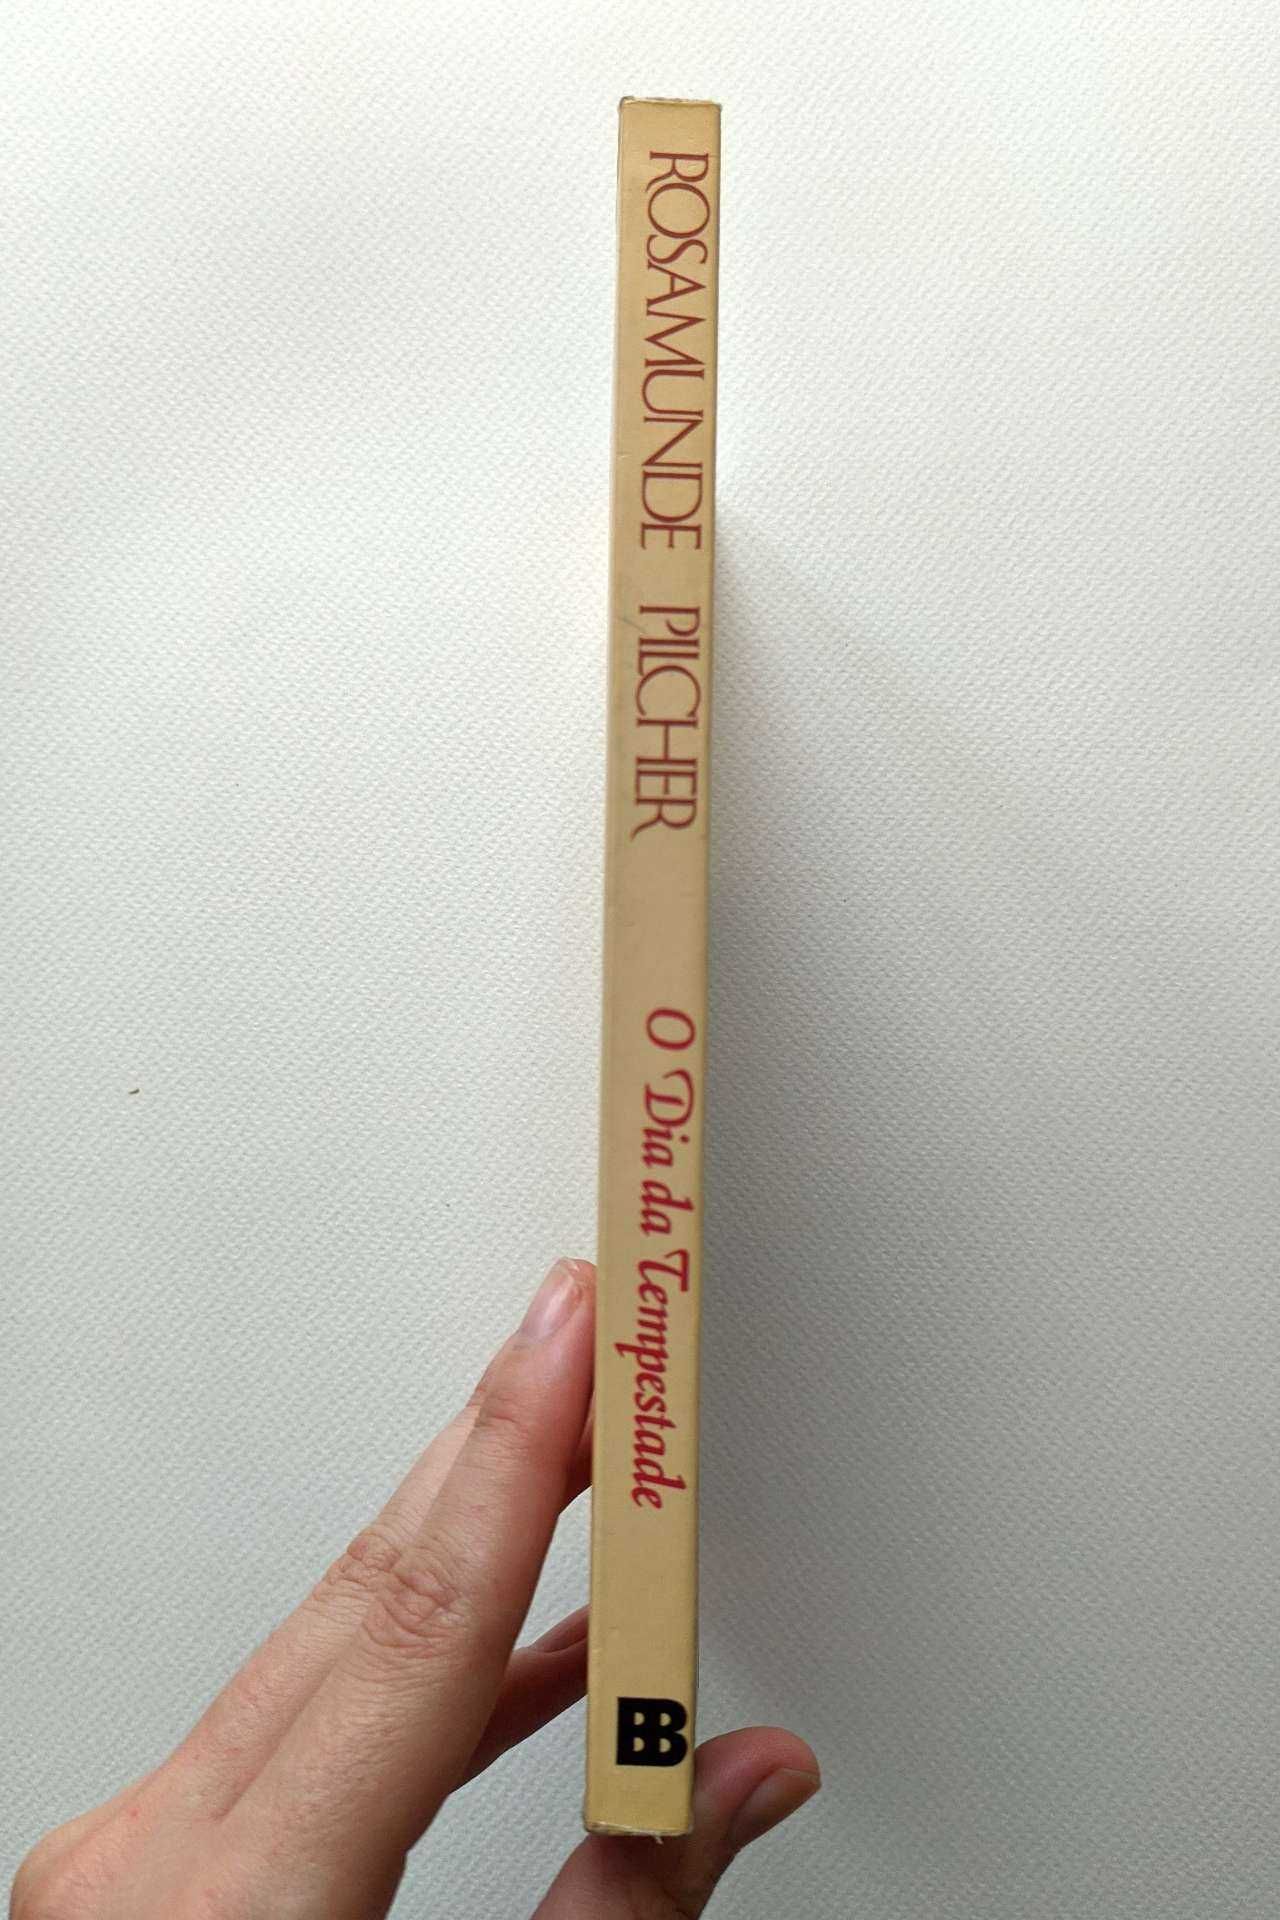 ROSAMUNDE PILCHER
O Dia da Tempestade
BB